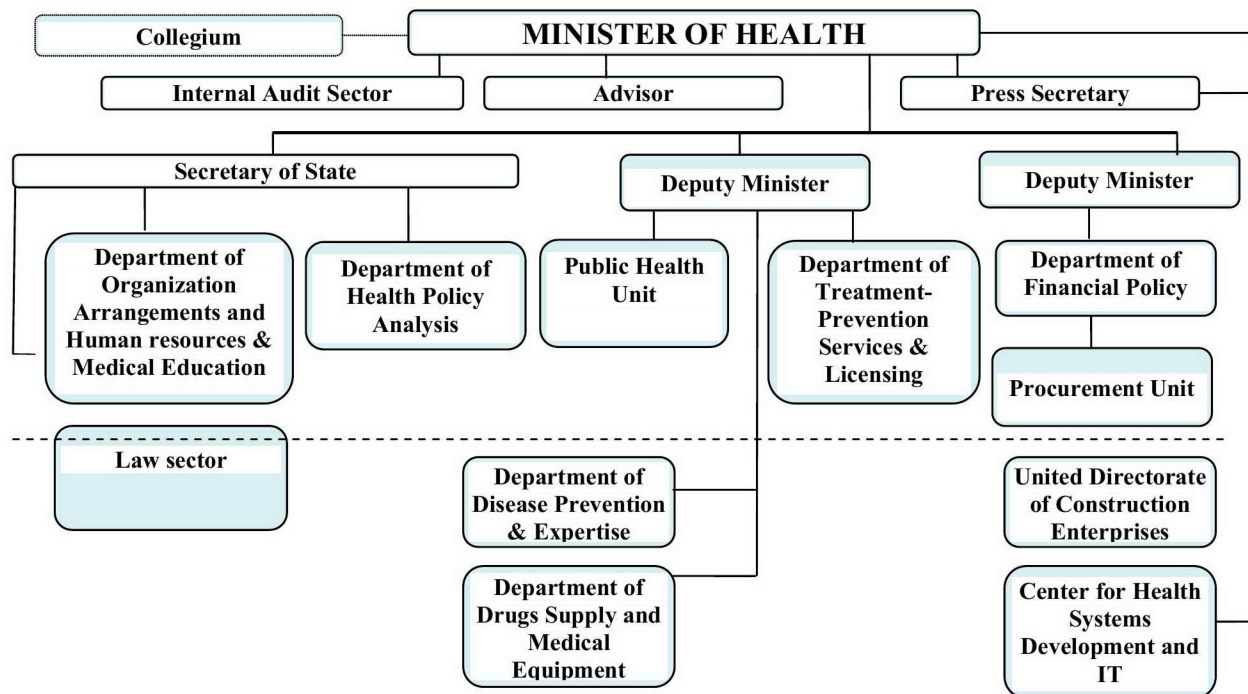 Collegium
MINISTER OF HEALTH
Internal Audit Sector
Advisor
Press Secretary
Secretary of State
Deputy Minister
Deputy Minister
Department of
Organization
Arrangements and
Human resources &
Medical Education
Department of
Health Policy
Analysis
Public Health
Unit
Department of
Treatment-
Prevention
Services &
Licensing
Department of
Financial Policy
Procurement Unit
Law sector
Department of
Disease Prevention
& Expertise
United Directorate
of Construction
Enterprises
Department of
Drugs Supply and
Medical
Equipment
Center for Health
Systems
Development and
IT